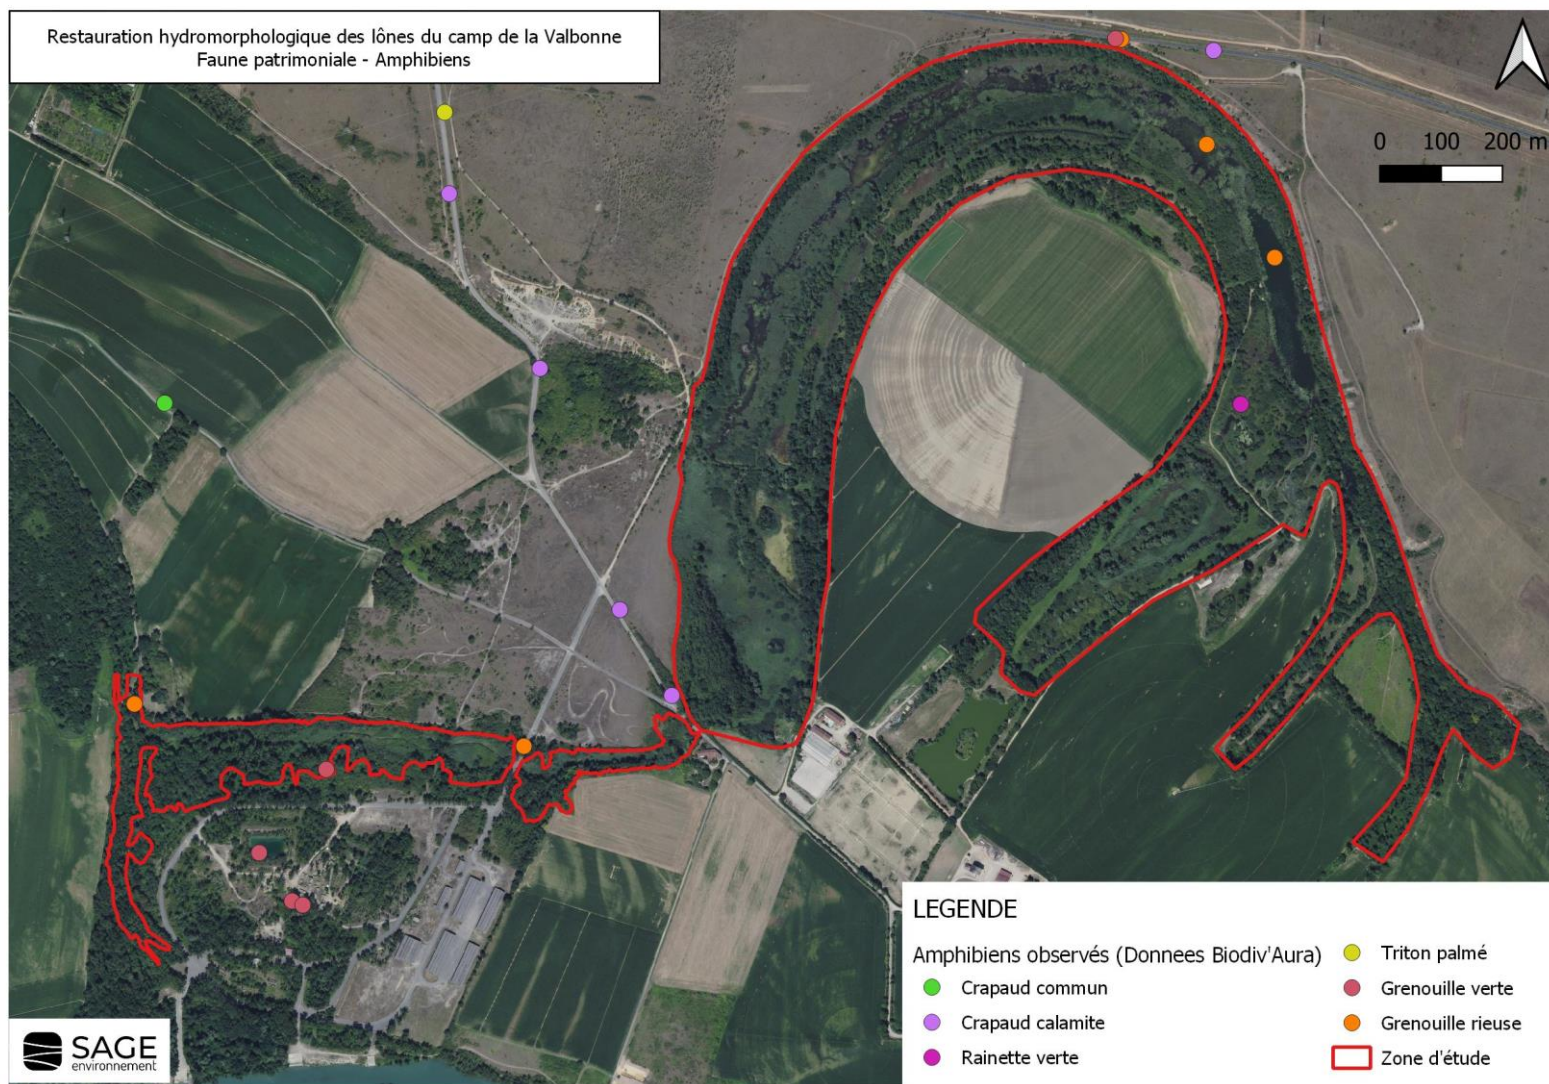 Restauration hydromorphologique des lônes du camp de la Valbonne
Faune patrimoniale - Amphibiens
0 100 200 m
LEGENDE
Amphibiens observés (Donnees Biodiv'Aura)
Crapaud commun
Crapaud calamite
Rainette verte
Triton palmé
Grenouille verte
Grenouille rieuse
Zone d'étude
SAGE
environnement